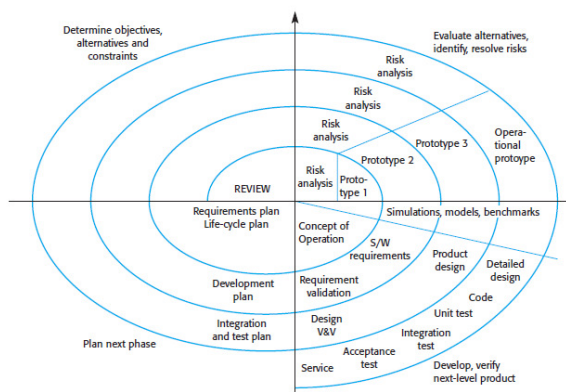 Determine objectives,
alternatives and
constraints
Evaluate alternatives,
identify, resolve risks
Risk
analysis
Risk
analysis
Risk
analysis
Risk
analysis
REVIEW
Proto-
type 1
Prototype 2
Prototype 3
Opera-
tional
protoype
Requirements plan
Life-cycle plan
Simulations, models, benchmarks
Concept of
Operation
S/W
requirements
Product
design
Detailed
design
Development
plan
Requirement
validation
Code
Unit test
Integration
and test plan
Design
V&V
Integration
test
Acceptance
test
Service
Plan next phase
Develop, verify
next-level product